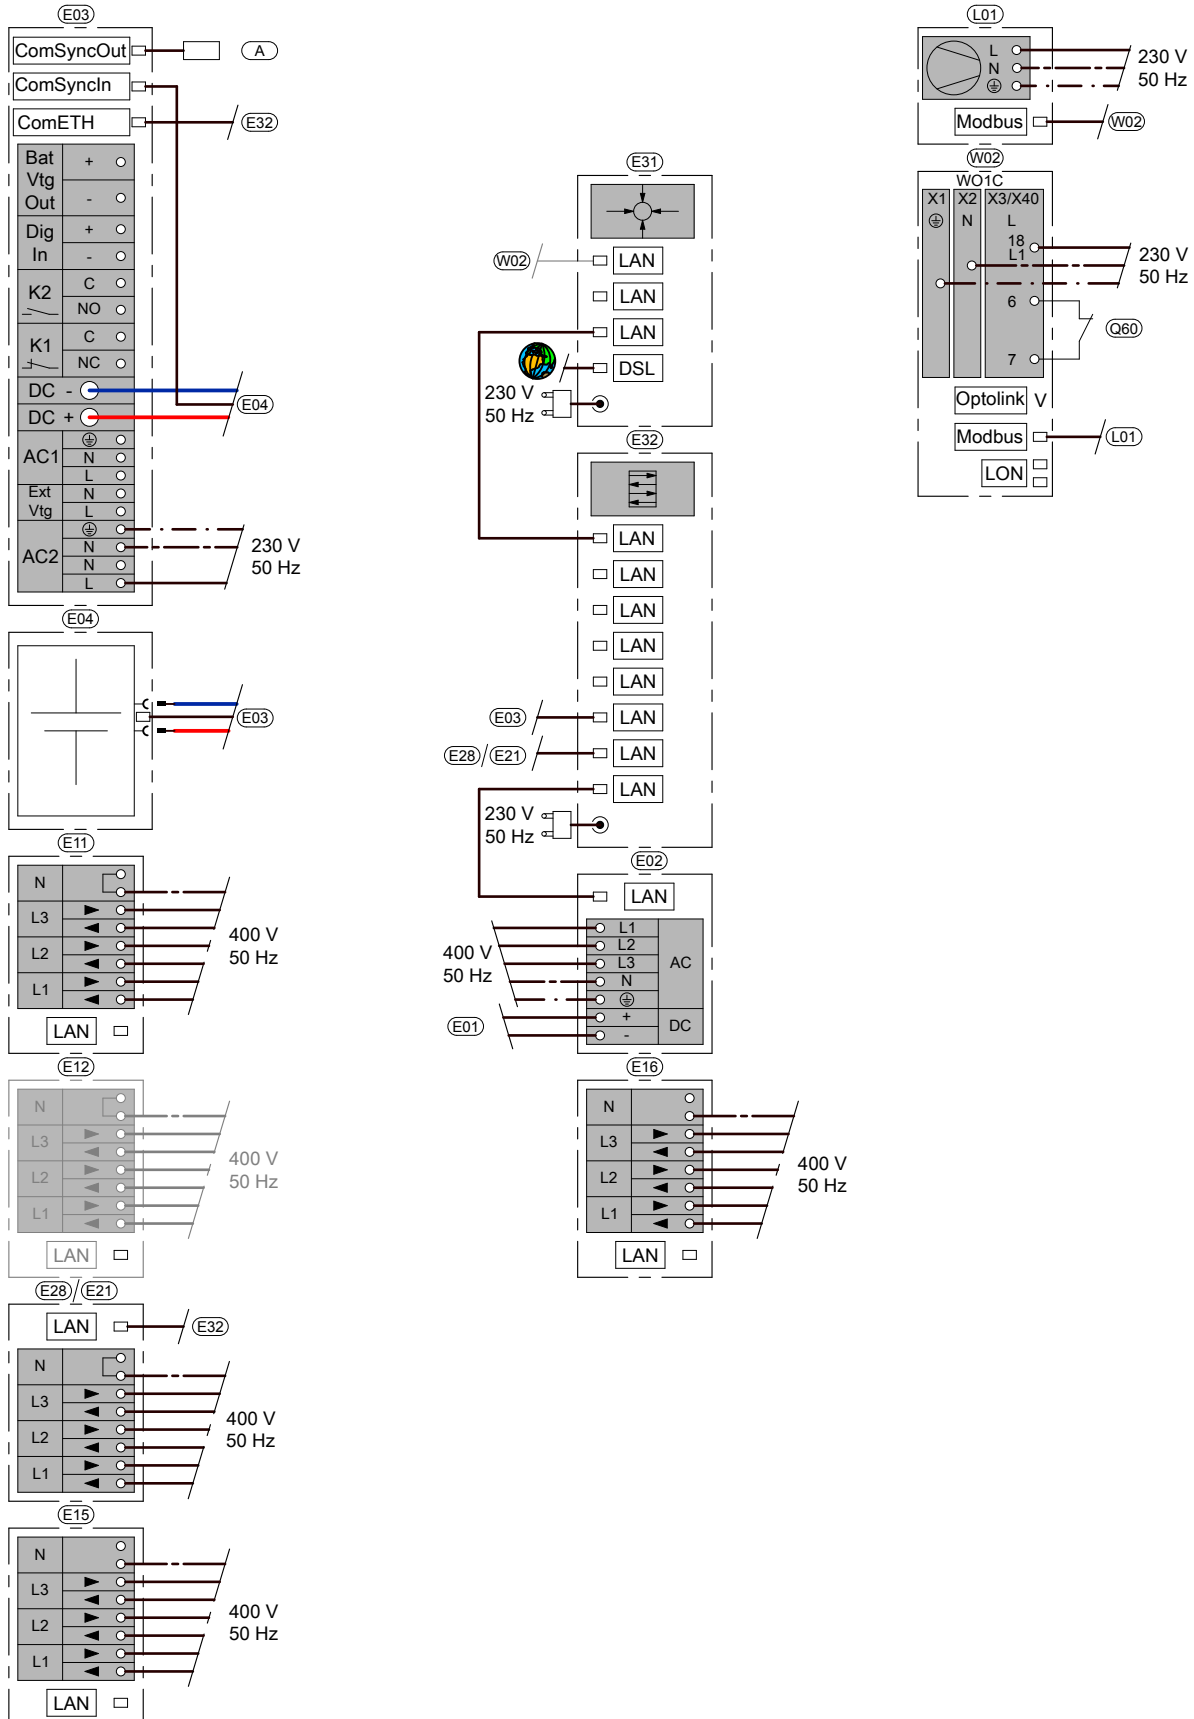 E03
ComSyncOut
A
ComSyncIn
ComETH
E32
Bat
Vtg
Out
+
-
Dig
In
+
-
K2
C
NO
K1
C
NC
DC -
E04
DC +
AC1
N
L
Ext
Vtg
N
L
AC2
N
N
L
230 V
50 Hz
E04
E03
E11
N
L3
L2
L1
400 V
50 Hz
LAN
E12
N
L3
L2
L1
400 V
50 Hz
LAN
E28/E21
LAN
E32
N
L3
L2
L1
400 V
50 Hz
E15
N
L3
L2
L1
400 V
50 Hz
LAN
E31
W02
LAN
LAN
LAN
DSL
230 V
50 Hz
E32
LAN
LAN
LAN
LAN
LAN
E03
LAN
E28/E21
LAN
LAN
230 V
50 Hz
E02
LAN
400 V
50 Hz
L1
L2
L3
N
AC
E01
+
-
DC
E16
N
L3
L2
L1
400 V
50 Hz
LAN
L01
L
N
230 V
50 Hz
Modbus
W02
W02
WO1C
X1
X2
X3/X40
N
L
18
L1
230 V
50 Hz
6
Q60
7
Optolink V
Modbus
L01
LON